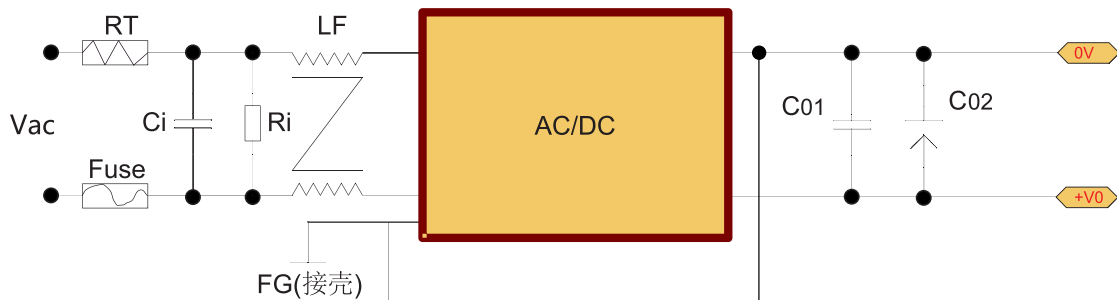 RT
LF
0V
Vac
Ci
Ri
AC/DC
C01
C02
Fuse
+V0
FG(接壳)